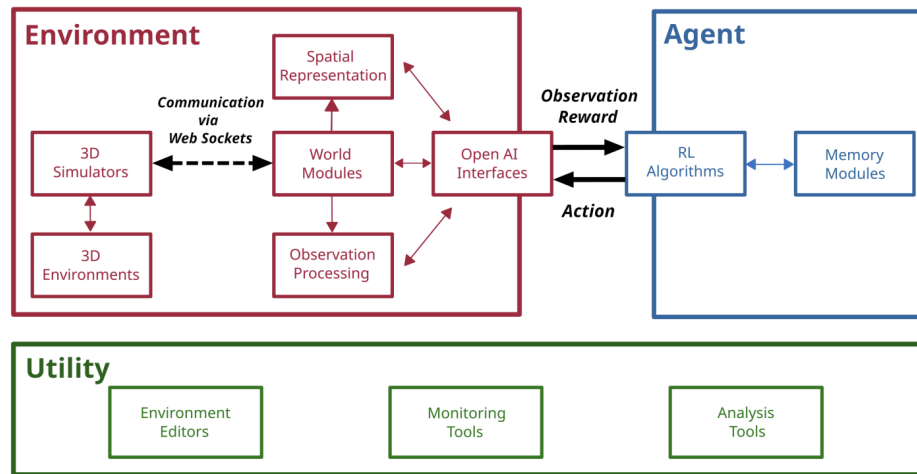 Environment
Spatial
Representation
Communication
via
Web Sockets
3D
Simulators
World
Modules
Open AI
Interfaces
3D
Environments
Observation
Processing
Observation
Reward
Action
Agent
RL
Algorithms
Memory
Modules
Utility
Environment
Editors
Monitoring
Tools
Analysis
Tools